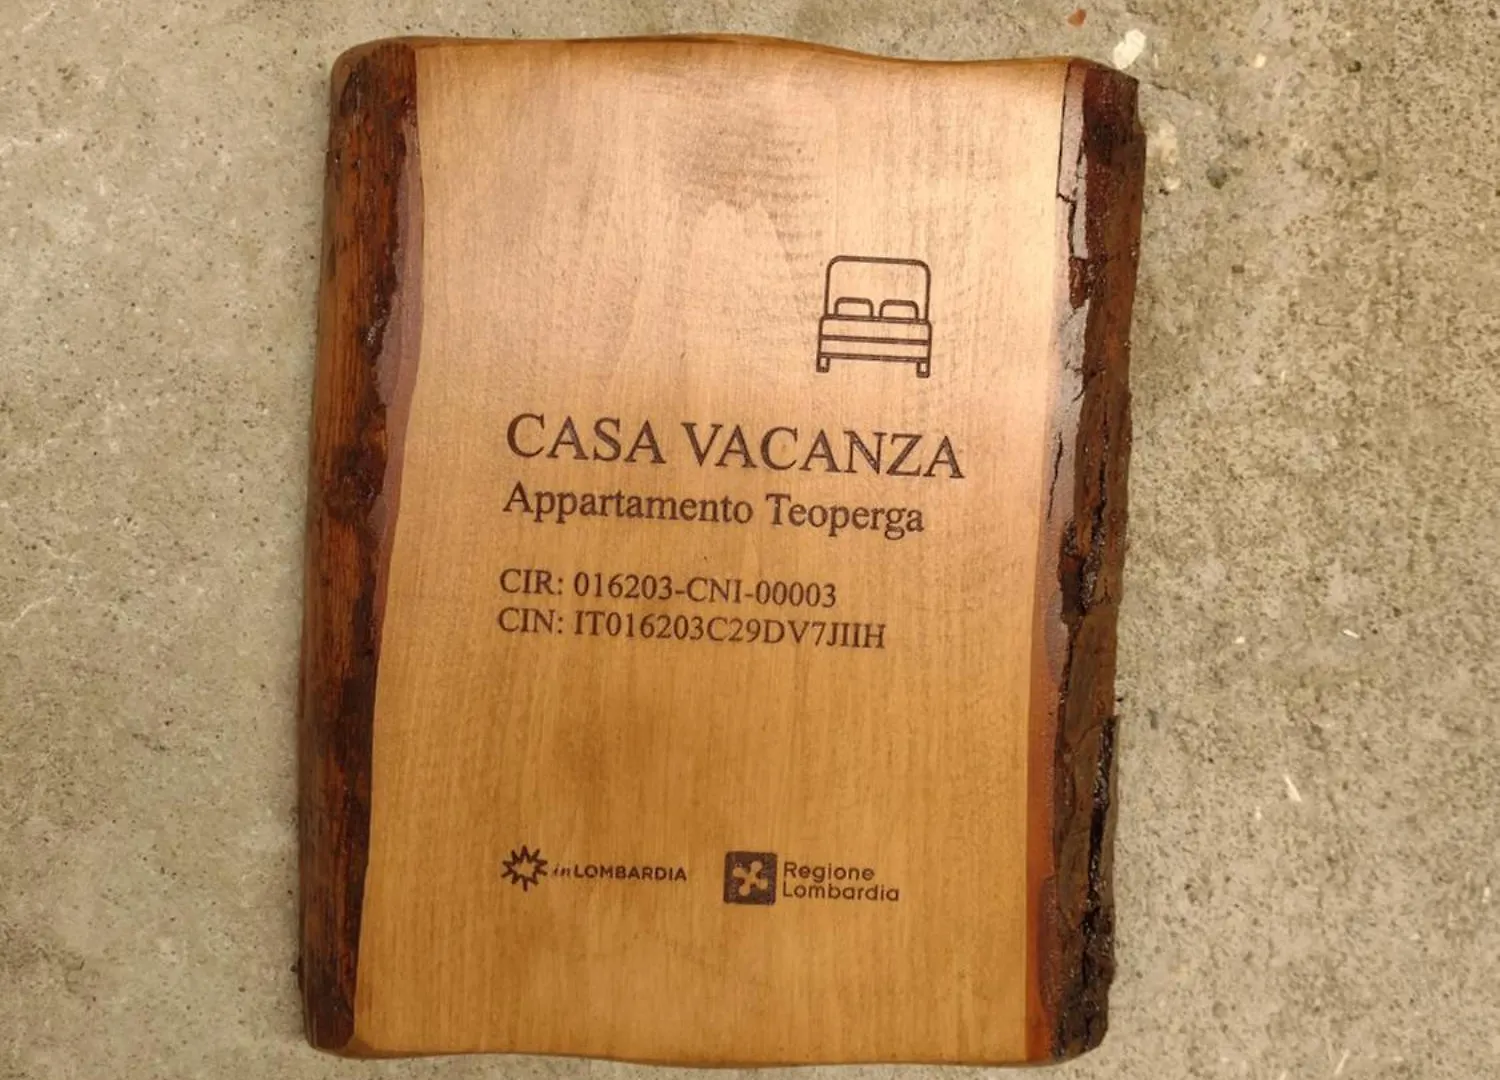 CASA VACANZA
Appartamento Teoperga
CIR: 016203-CNI-00003
CIN: IT016203C29DV7JIIH
inLOMBARDIA
Regione
Lombardia